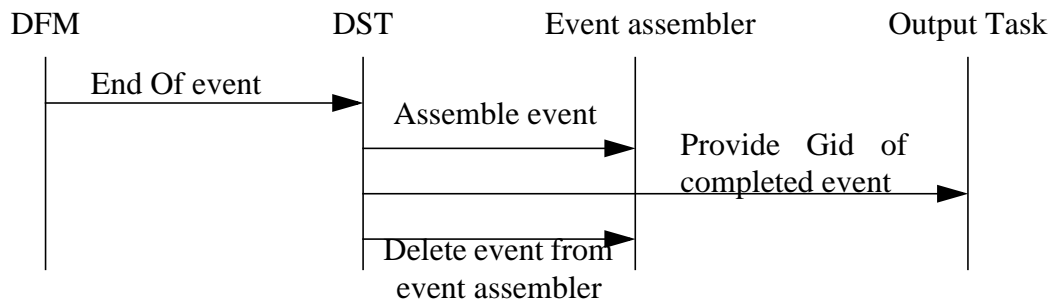 DFM DST Event assembler Output Task
End Of event
Assemble event
Provide Gid of
completed event
Delete event from
event assembler